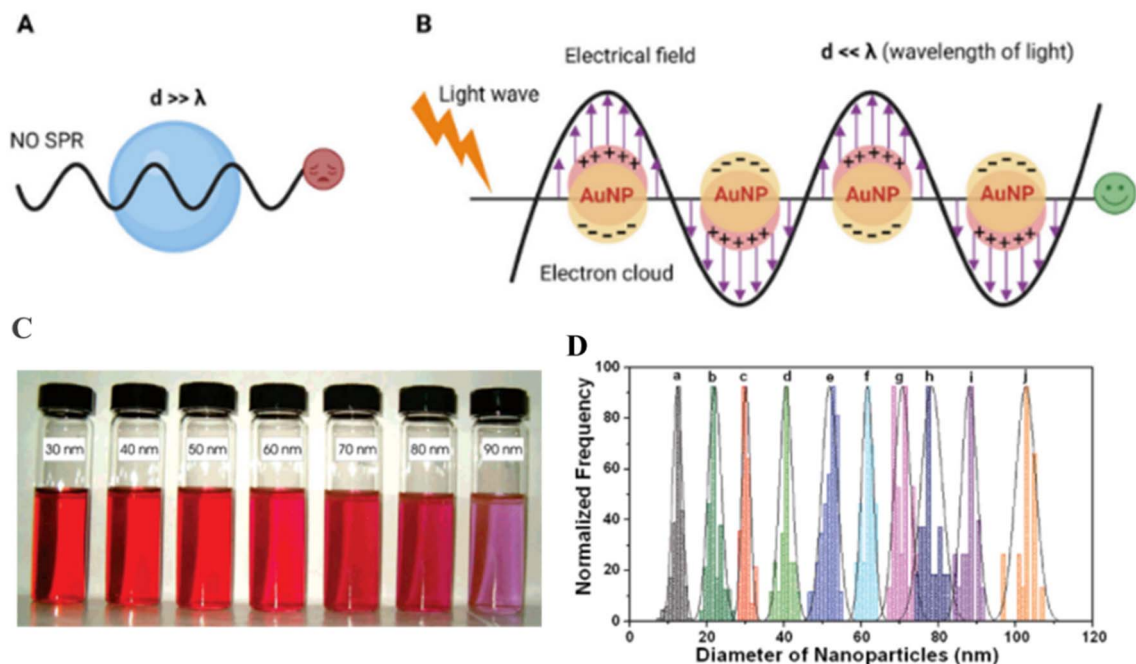 A
d >> λ
NO SPR
B
Electrical field
d << λ (wavelength of light)
Light wave
+++++
-----
AuNP
AuNP
AuNP
AuNP
Electron cloud
C
30 nm
40 nm
50 nm
60 nm
70 nm
80 nm
90 nm
D
Normalized Frequency
100
80
60
40
20
0
a
b
c
d
e
f
g
h
i
j
0
20
40
60
80
100
120
Diameter of Nanoparticles (nm)